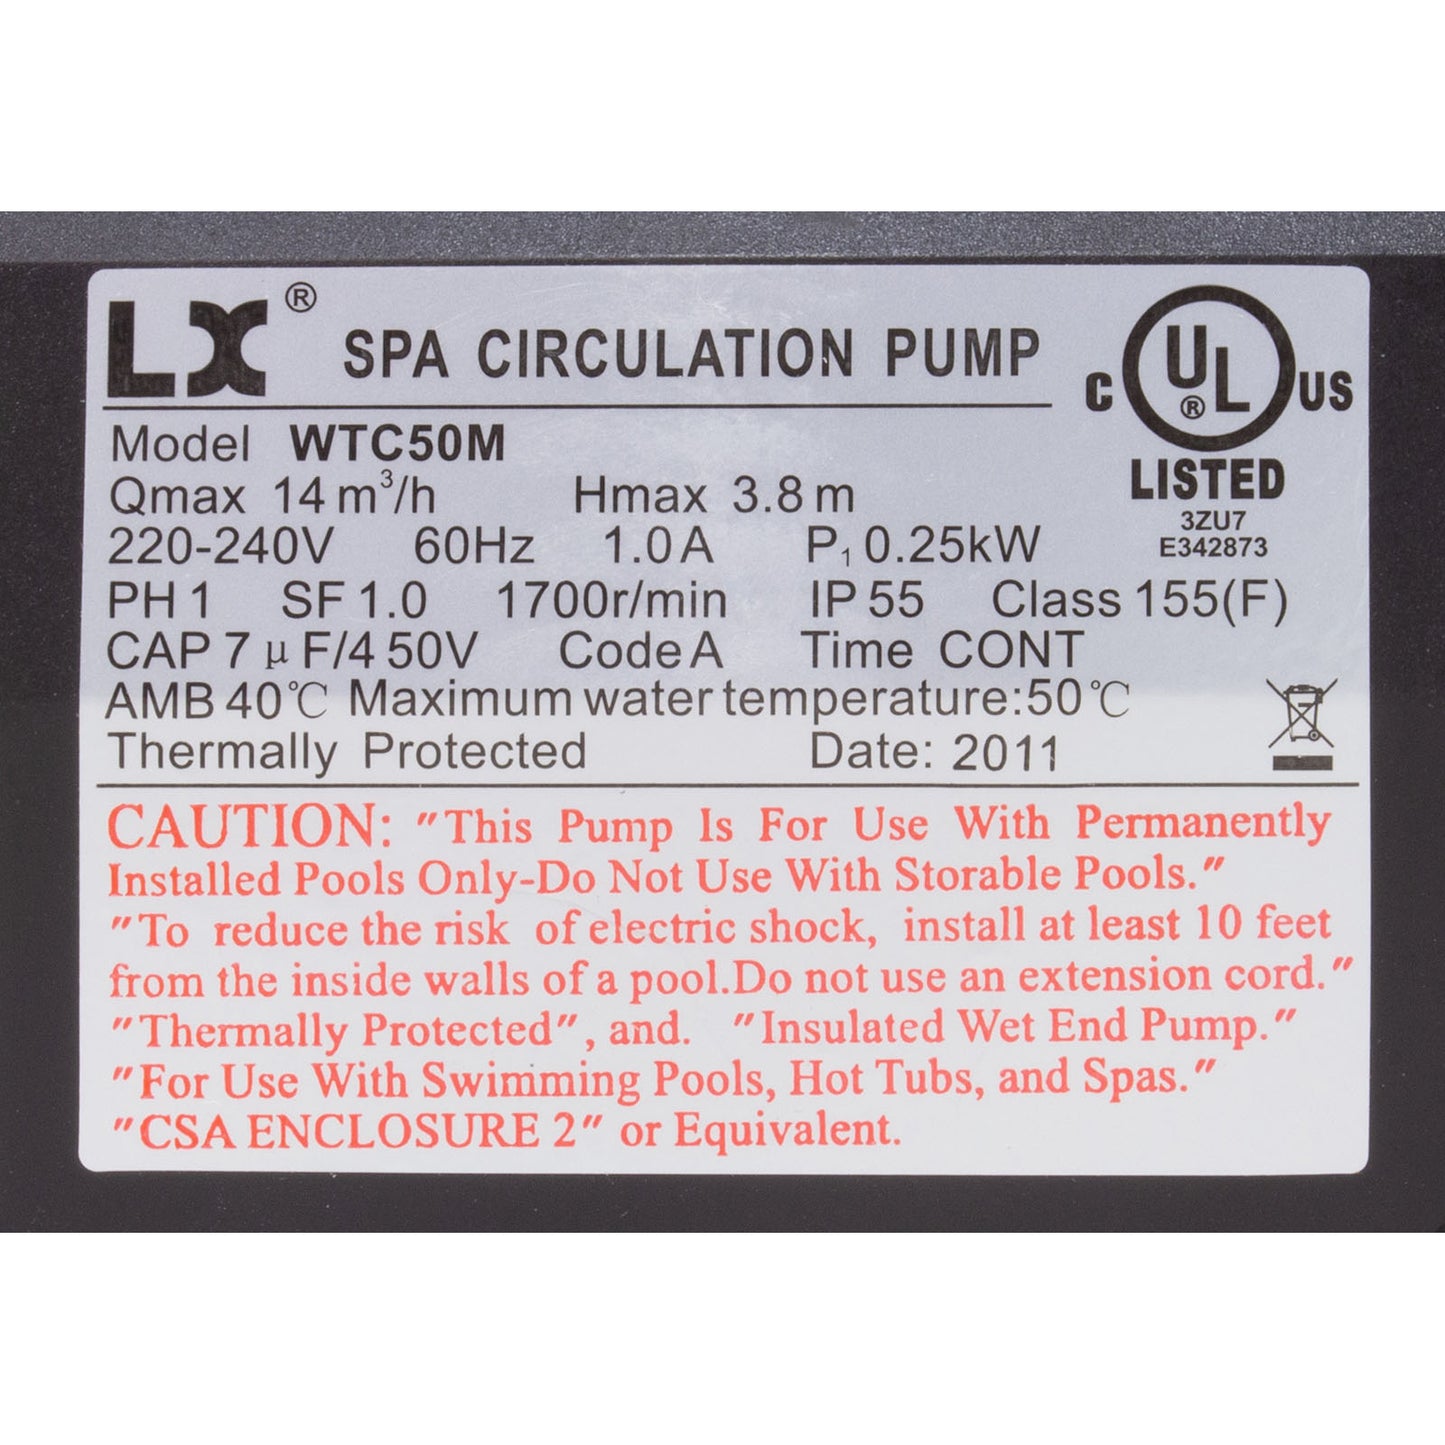 LX® SPA CIRCULATION PUMP
C UL® US
LISTED
3ZU7
E342873
Model WTC50M
Qmax 14 m³/h Hmax 3.8 m
220-240V 60Hz 1.0A P₁ 0.25kW
PH 1 SF 1.0 1700r/min IP 55 Class 155(F)
CAP 7 μ F/4 50V Code A Time CONT
AMB 40℃ Maximum water temperature:50℃
Thermally Protected Date: 2011
CAUTION: "This Pump Is For Use With Permanently
Installed Pools Only-Do Not Use With Storable Pools."
"To reduce the risk of electric shock, install at least 10 feet
from the inside walls of a pool.Do not use an extension cord."
"Thermally Protected", and. "Insulated Wet End Pump."
"For Use With Swimming Pools, Hot Tubs, and Spas."
"CSA ENCLOSURE 2" or Equivalent.